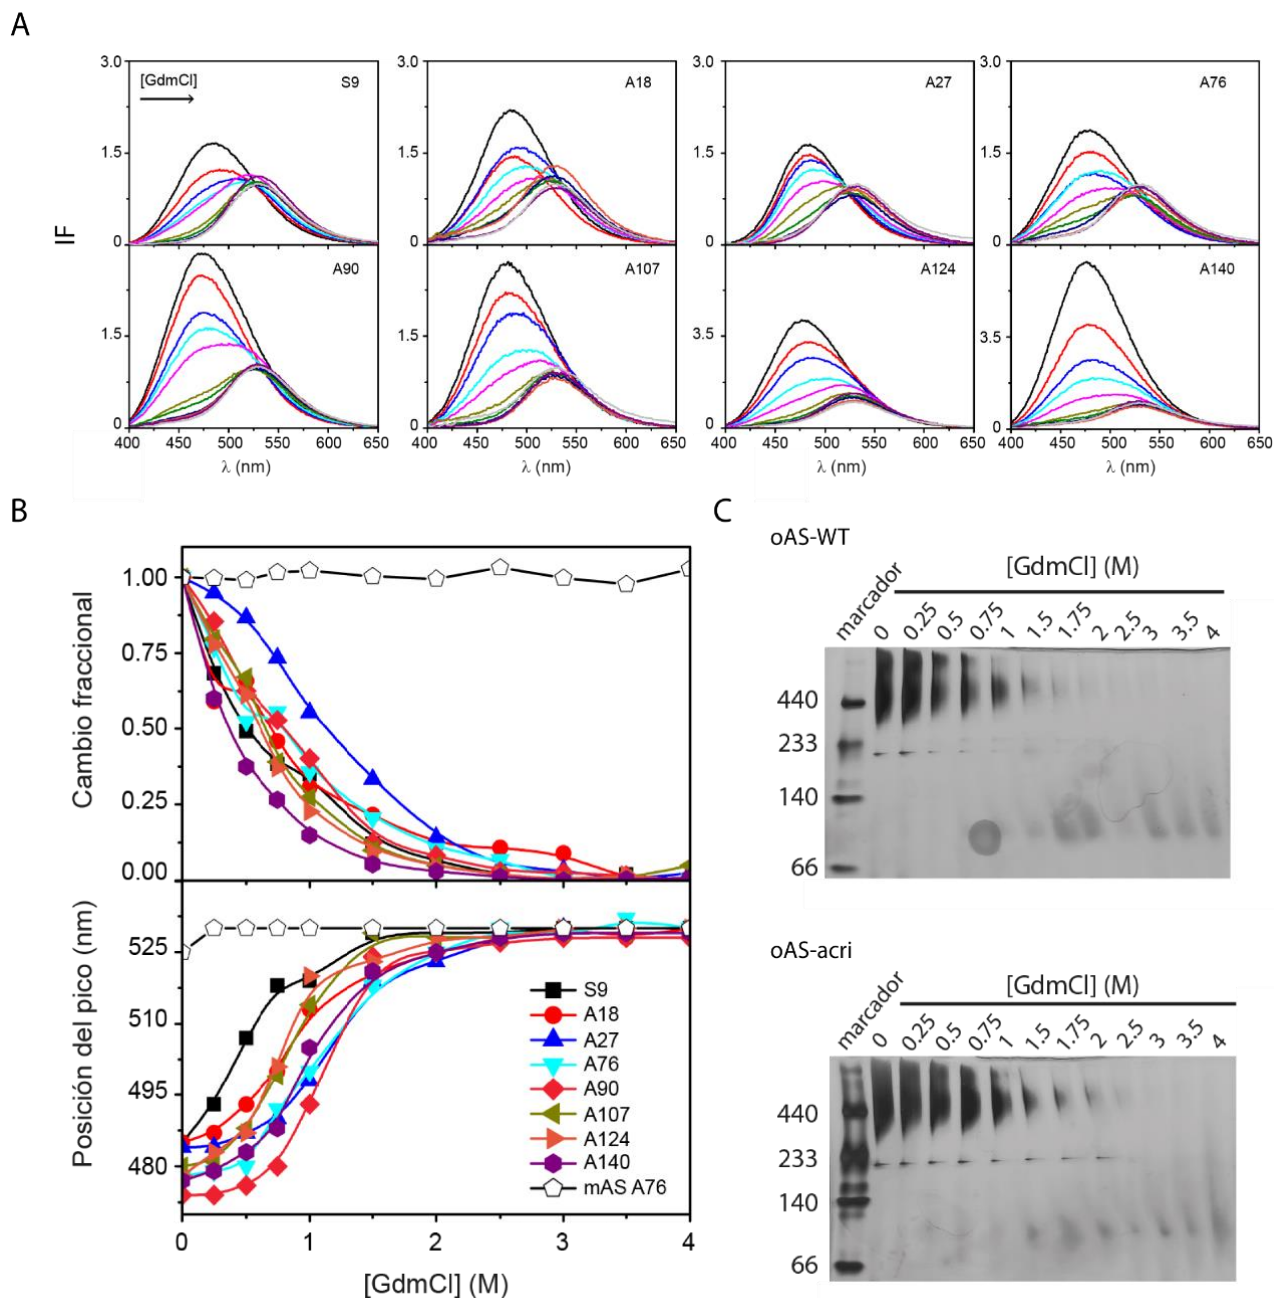 A
3.0 [GdmCl] S9
1.5
0
3.0 A18
1.5
0
3.0 A27
1.5
0
3.0 A76
1.5
0
IF
A90
1.5
0
400 450 500 550 600 650
λ (nm)
A107
1.5
0
400 450 500 550 600 650
λ (nm)
A124
3.5
0
400 450 500 550 600 650
λ (nm)
A140
3.5
0
400 450 500 550 600 650
λ (nm)
B
Cambio fraccional
1.00
0.75
0.50
0.25
0.00
Posición del pico (nm)
525
510
495
480
S9
A18
A27
A76
A90
A107
A124
A140
mAS A76
0 1 2 3 4
[GdmCl] (M)
C
oAS-WT
[GdmCl] (M)
marcador 0 0.25 0.5 0.75 1 1.5 1.75 2 2.5 3 3.5 4
440
233
140
66
oAS-acri
[GdmCl] (M)
marcador 0 0.25 0.5 0.75 1 1.5 1.75 2 2.5 3 3.5 4
440
233
140
66